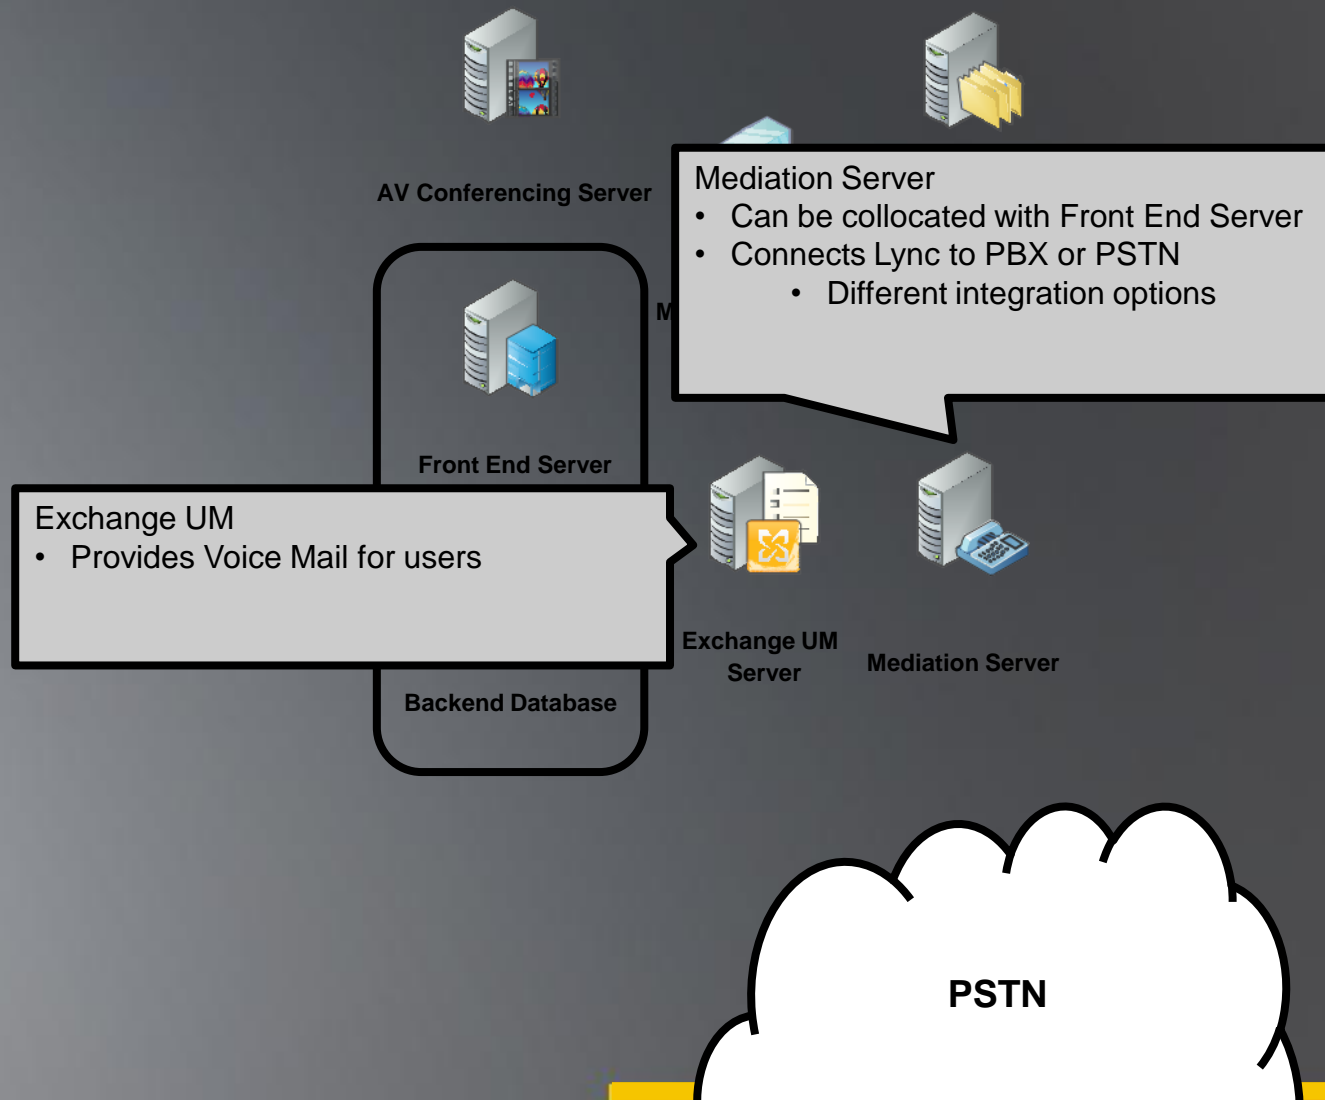 AV Conferencing Server
Mediation Server
• Can be collocated with Front End Server
• Connects Lync to PBX or PSTN
• Different integration options
Front End Server
Exchange UM
• Provides Voice Mail for users
Exchange UM
Server
Mediation Server
Backend Database
PSTN